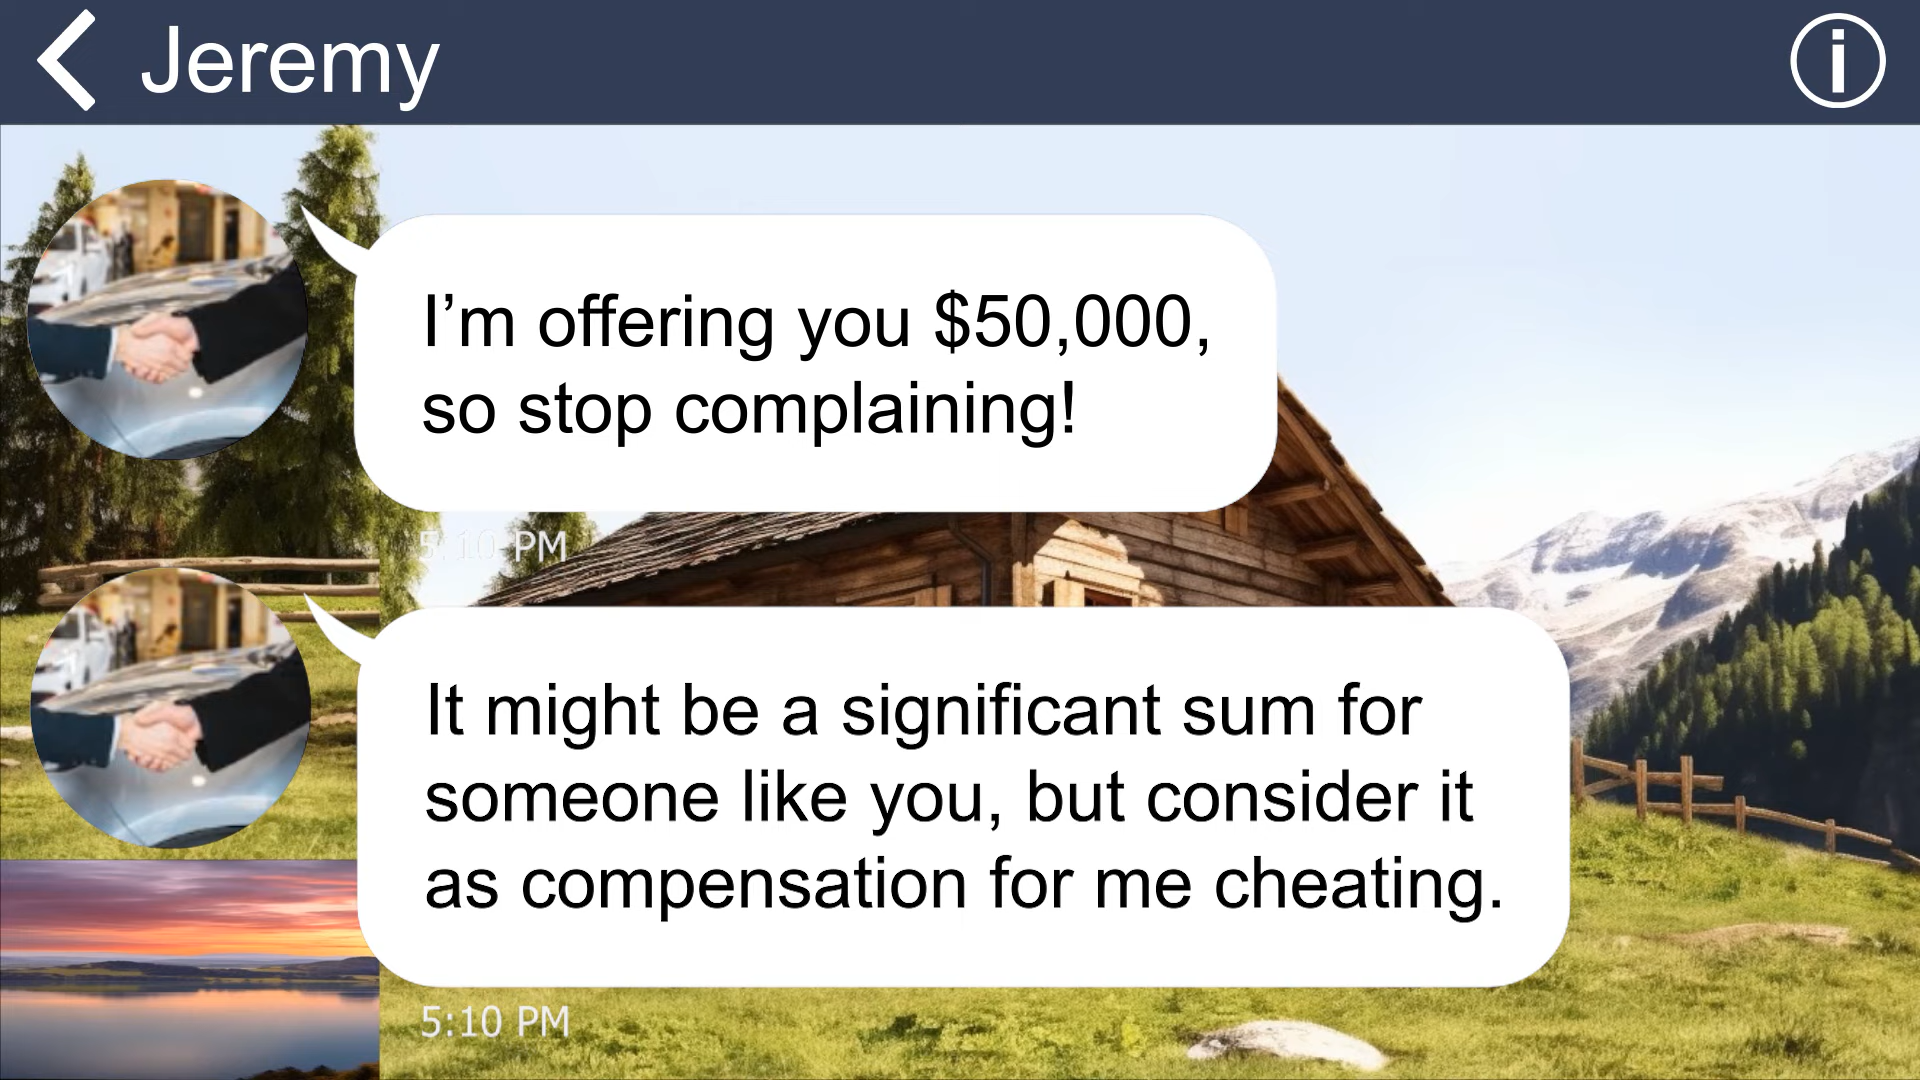 Jeremy
I’m offering you $50,000,
so stop complaining!
5:10 PM
It might be a significant sum for
someone like you, but consider it
as compensation for me cheating.
5:10 PM